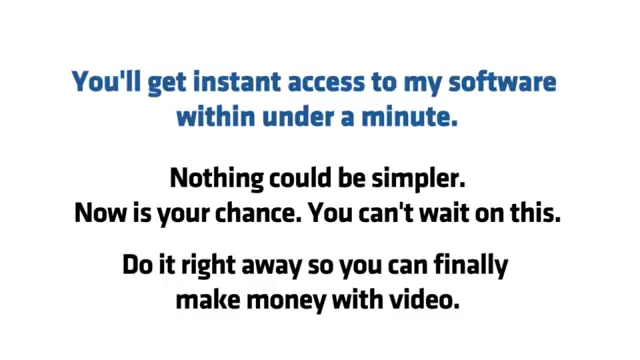 You'll get instant access to my software
within under a minute.
Nothing could be simpler.
Now is your chance. You can't wait on this.
Do it right away so you can finally
make money with video.